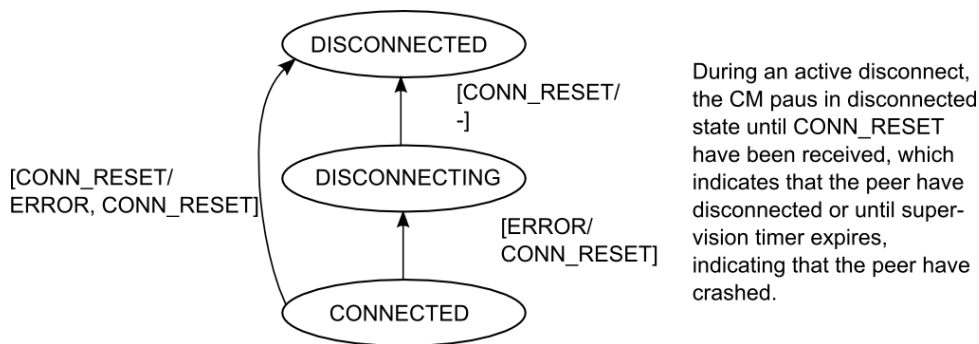 DISCONNECTED
[CONN_RESET/
-]
[CONN_RESET/
ERROR, CONN_RESET]
DISCONNECTING
[ERROR/
CONN_RESET]
CONNECTED
During an active disconnect,
the CM paus in disconnected
state until CONN_RESET
have been received, which
indicates that the peer have
disconnected or until super-
vision timer expires,
indicating that the peer have
crashed.